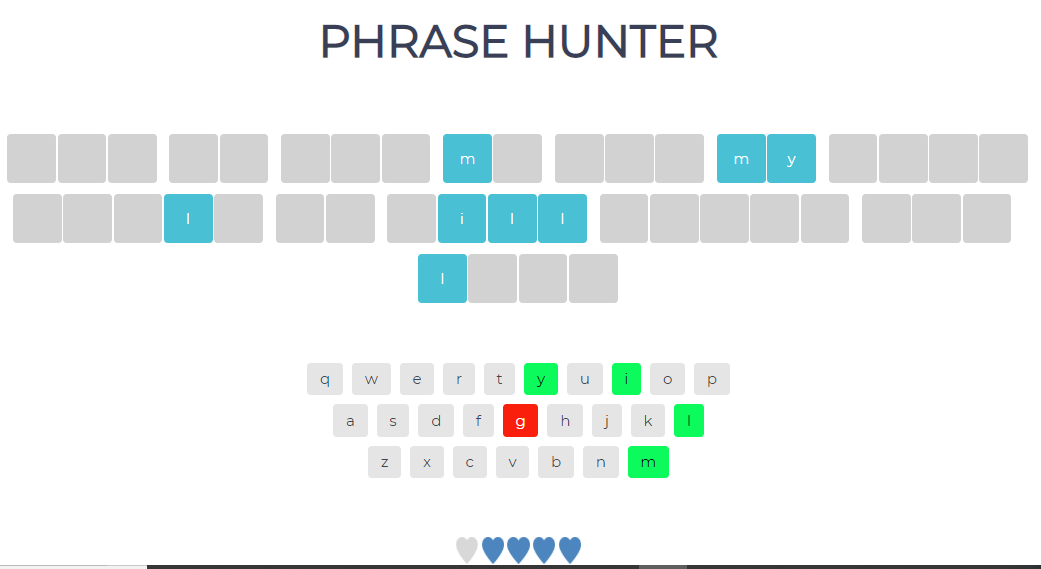 PHRASE HUNTER
m m y
l i l l
l
q w e r t y u i o p
a s d f g h j k l
z x c v b n m